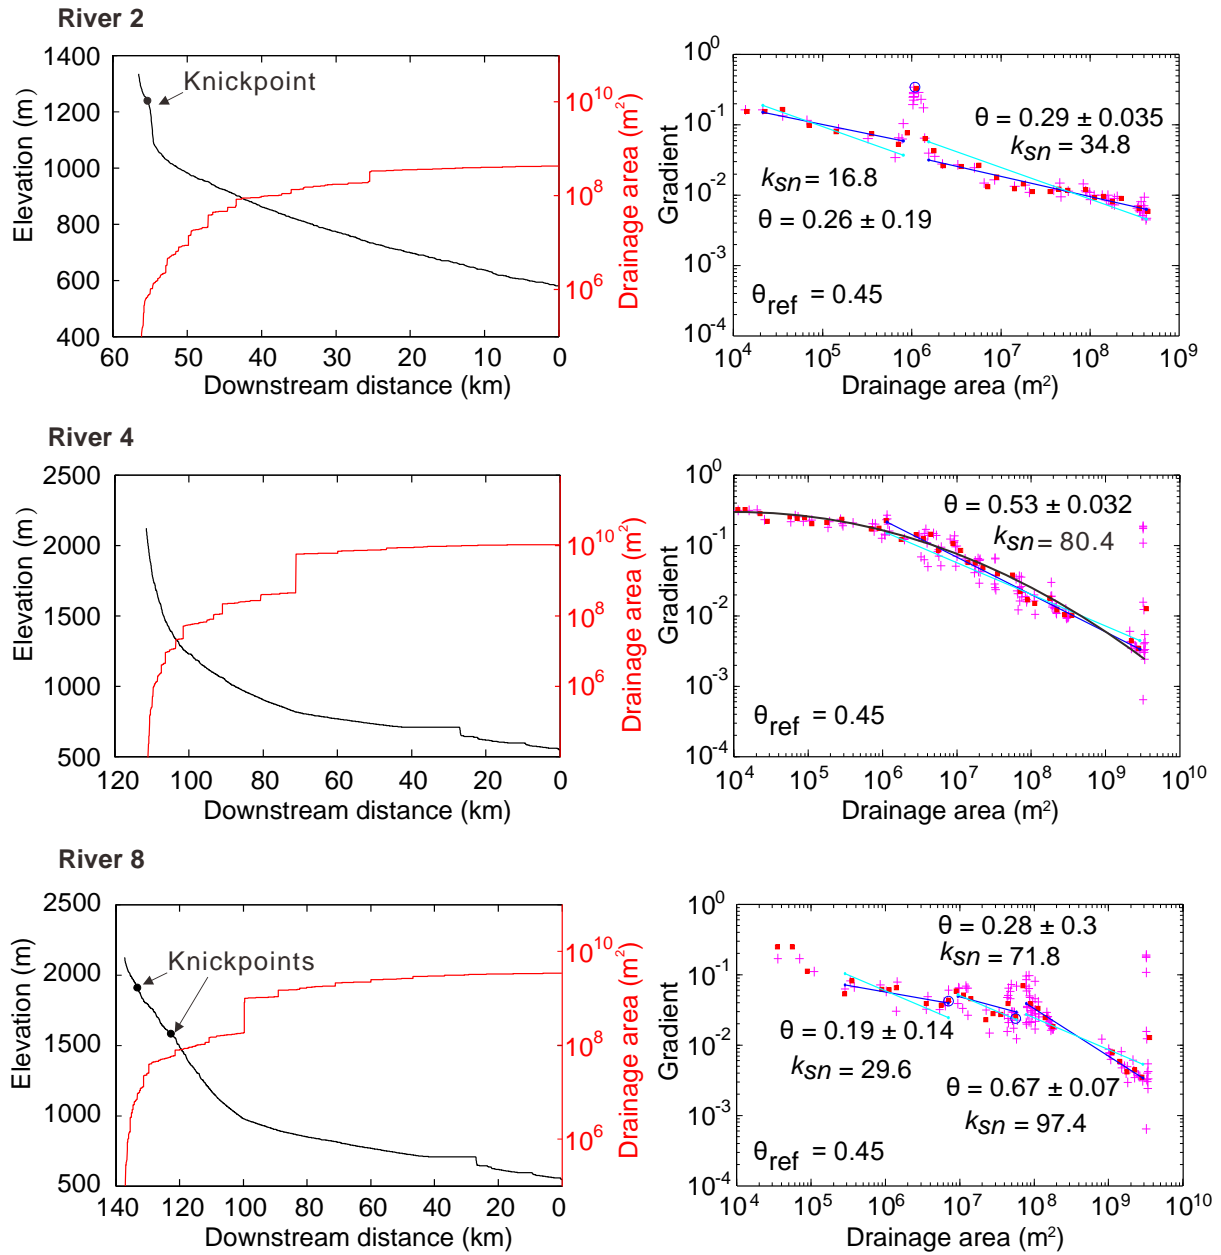 River 2
1400
1200
1000
800
600
400
Elevation (m)
Knickpoint
10^10
10^8
10^6
Drainage area (m²)
60 50 40 30 20 10 0
Downstream distance (km)
10^0
10^-1
10^-2
10^-3
10^-4
Gradient
θ = 0.29 ± 0.035
k_sn = 34.8
k_sn = 16.8
θ = 0.26 ± 0.19
θ_ref = 0.45
10^4 10^5 10^6 10^7 10^8 10^9
Drainage area (m²)
River 4
2500
2000
1500
1000
500
Elevation (m)
10^10
10^8
10^6
Drainage area (m²)
120 100 80 60 40 20 0
Downstream distance (km)
10^0
10^-1
10^-2
10^-3
10^-4
Gradient
θ = 0.53 ± 0.032
k_sn = 80.4
θ_ref = 0.45
10^4 10^5 10^6 10^7 10^8 10^9 10^10
Drainage area (m²)
River 8
2500
2000
1500
1000
500
Elevation (m)
Knickpoints
10^10
10^8
10^6
Drainage area (m²)
140 120 100 80 60 40 20 0
Downstream distance (km)
10^0
10^-1
10^-2
10^-3
10^-4
Gradient
θ = 0.28 ± 0.3
k_sn = 71.8
θ = 0.19 ± 0.14
k_sn = 29.6
θ = 0.67 ± 0.07
k_sn = 97.4
θ_ref = 0.45
10^4 10^5 10^6 10^7 10^8 10^9 10^10
Drainage area (m²)